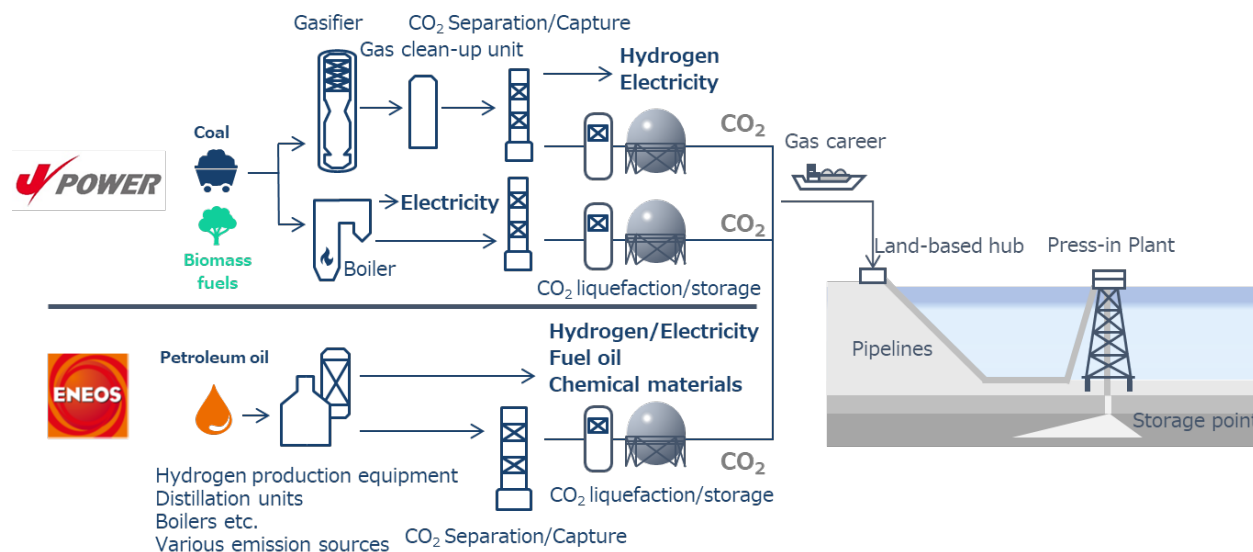 Gasifier
CO₂ Separation/Capture
Gas clean-up unit
Hydrogen
Electricity
Coal
CO₂
Gas career
J POWER
Electricity
CO₂
Land-based hub
Press-in Plant
Biomass
fuels
Boiler
CO₂ liquefaction/storage
Hydrogen/Electricity
Fuel oil
Chemical materials
Pipelines
Petroleum oil
ENEOS
Storage point
CO₂
Hydrogen production equipment
Distillation units
Boilers etc.
Various emission sources
CO₂ liquefaction/storage
CO₂ Separation/Capture